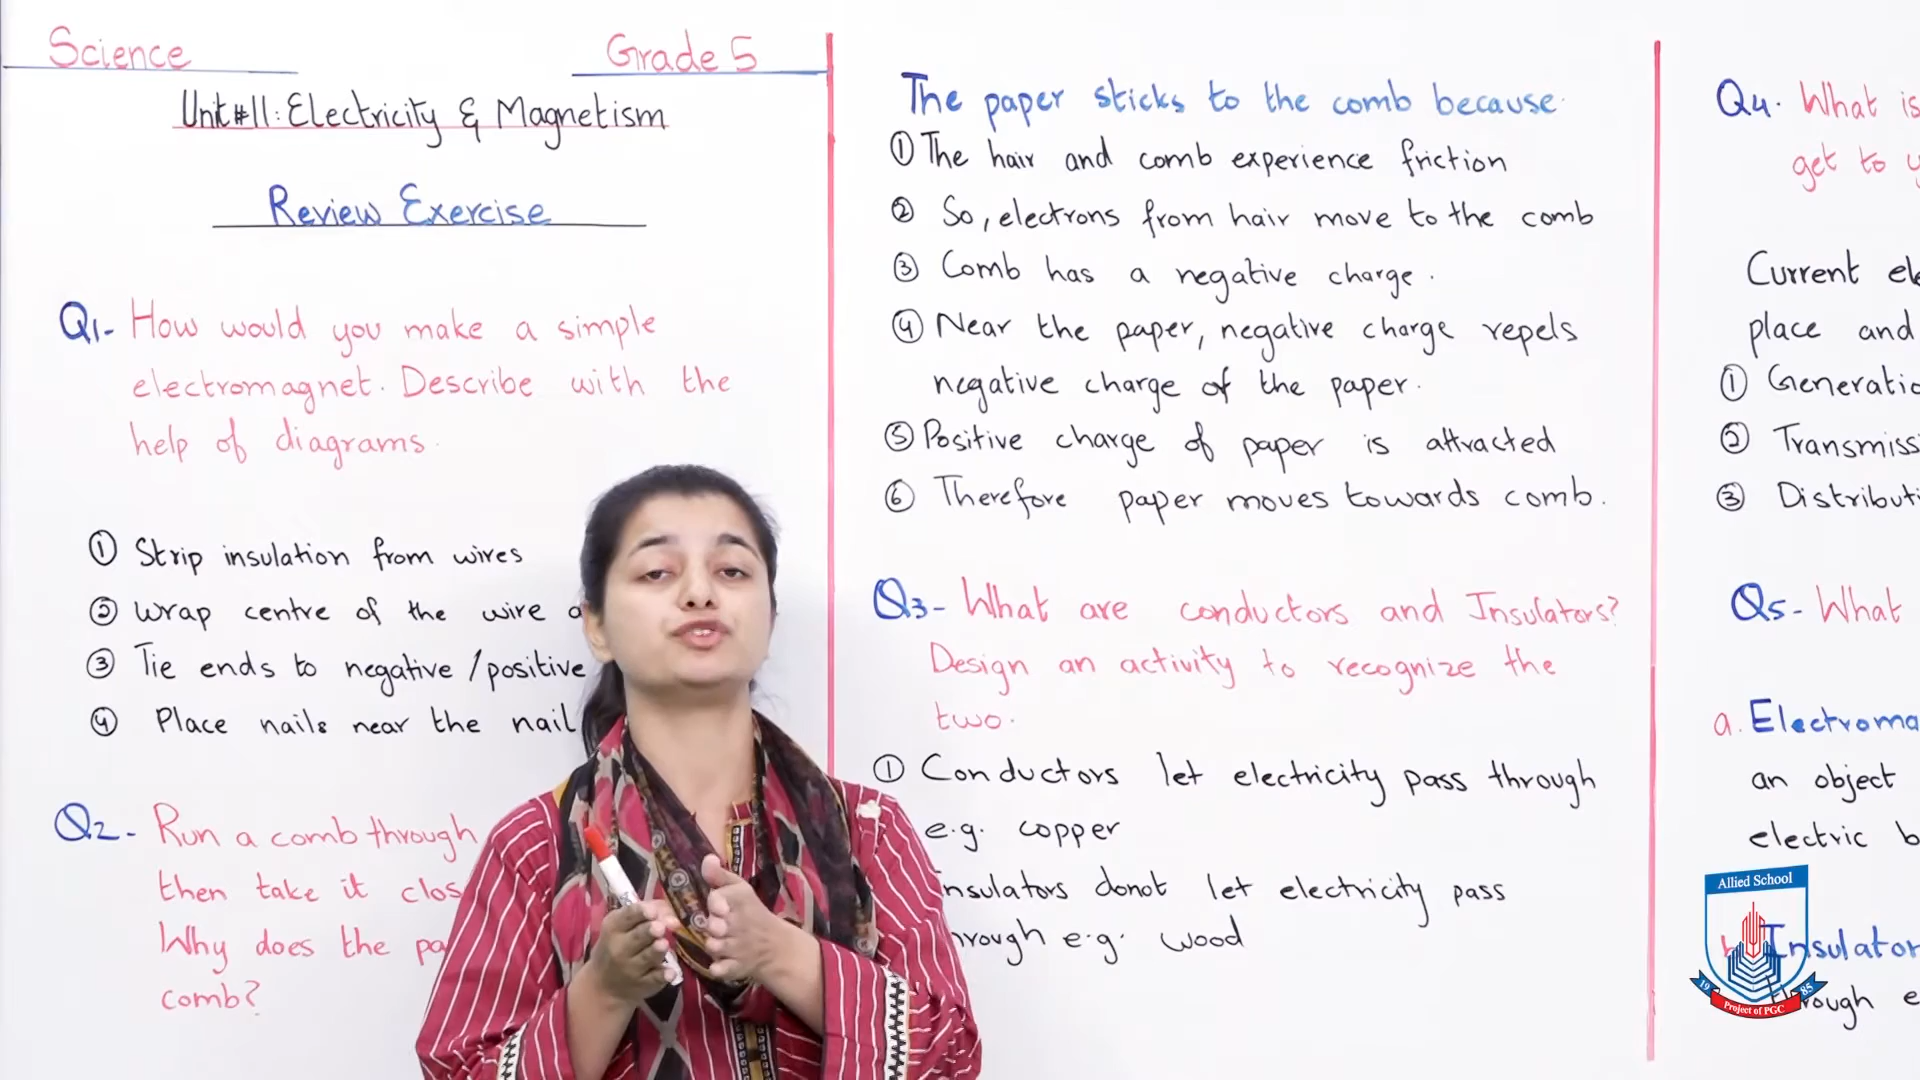 Science
Grade 5
Unit #11: Electricity & Magnetism
Review Exercise
Q1- How would you make a simple
electromagnet. Describe with the
help of diagrams.
① Strip insulation from wires
② Wrap centre of the wire
③ Tie ends to negative/positive
④ Place nails near the nail
Q2- Run a comb through
then take it
Why does the
comb?
The paper sticks to the comb because
① The hair and comb experience friction
② So, electrons from hair move to the comb
③ Comb has a negative charge.
④ Near the paper, negative charge repels
negative charge of the paper.
⑤ Positive charge of paper is attracted
⑥ Therefore paper moves towards comb.
Q3- What are conductors and Insulators?
Design an activity to recognize the
two.
① Conductors let electricity pass through
e.g. copper
insulators donot let electricity pass
through e.g. wood
Q4. What is
get to
Current
place and
①
②
③
Q5- What
a.
an object
electric
Insulator
through
Allied School
1985
Project of PGC